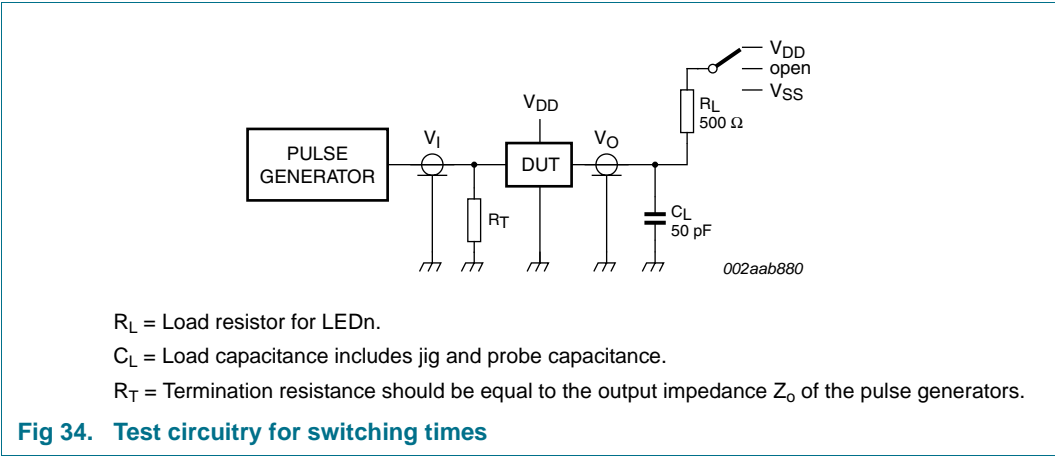 VDD
open
VSS
RL
500 Ω
VDD
VI
VO
PULSE
GENERATOR
DUT
RT
CL
50 pF
002aab880
RL = Load resistor for LEDn.
CL = Load capacitance includes jig and probe capacitance.
RT = Termination resistance should be equal to the output impedance Zo of the pulse generators.
Fig 34. Test circuitry for switching times